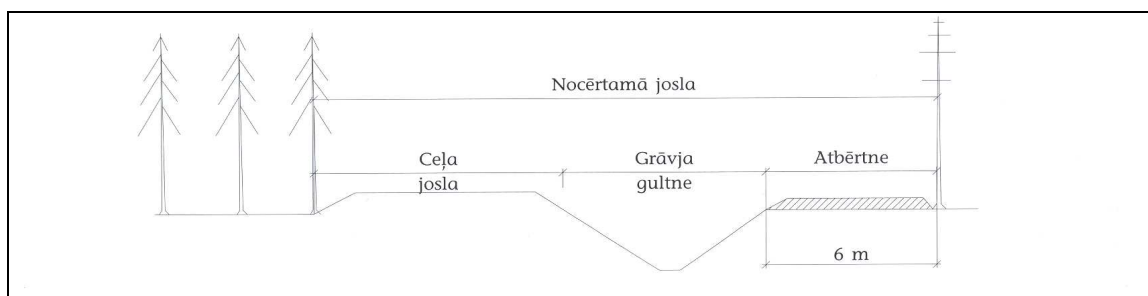 Nocērtamā josla
Ceļa
josla
Grāvja
gultne
Atbērtne
6 m